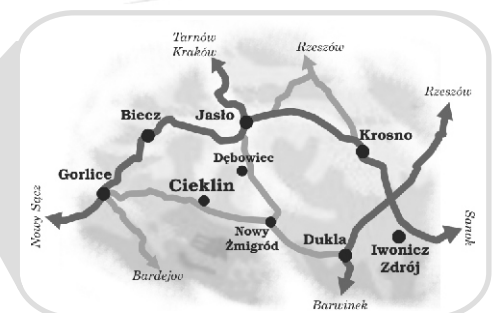 Tarnów
Kraków
Rzeszów
Rzeszów
Biecz
Jasło
Krosno
Dębowiec
Gorlice
Cieklin
Nowy Sącz
Nowy
Żmigród
Dukla
Iwonicz
Zdrój
Sanok
Bardejov
Barwinek